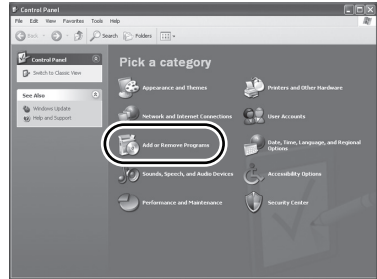 Control Panel
File Edit View Favorites Tools Help
Back Search Folders
Control Panel
Switch to Classic View
See Also
Windows Update
Help and Support
Pick a category
Appearance and Themes
Printers and Other Hardware
Network and Internet Connections
User Accounts
Add or Remove Programs
Date, Time, Language, and Regional
Options
Sounds, Speech, and Audio Devices
Accessibility Options
Performance and Maintenance
Security Center